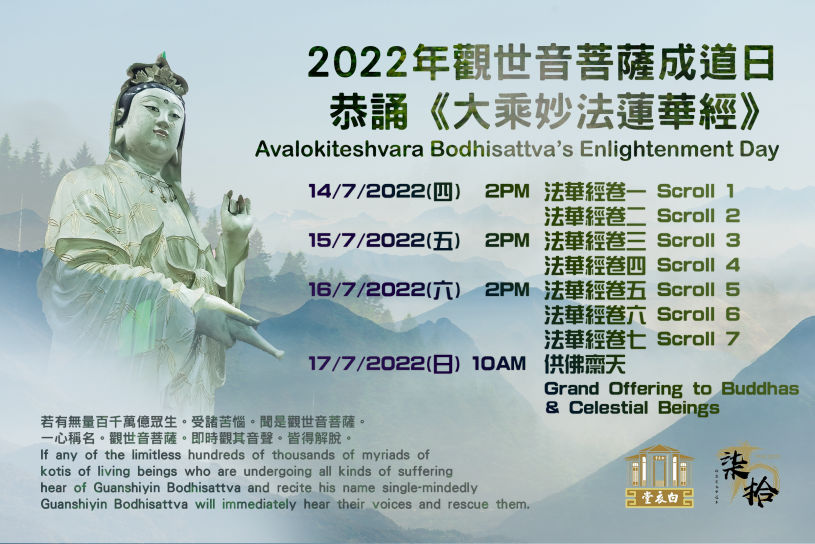 2022年觀世音菩薩成道日
恭誦《大乘妙法蓮華經》
Avalokiteshvara Bodhisattva's Enlightenment Day
14/7/2022(四) 2PM 法華經卷一 Scroll 1
法華經卷二 Scroll 2
15/7/2022(五) 2PM 法華經卷三 Scroll 3
法華經卷四 Scroll 4
16/7/2022(六) 2PM 法華經卷五 Scroll 5
法華經卷六 Scroll 6
法華經卷七 Scroll 7
17/7/2022(日) 10AM 供佛齋天
Grand Offering to Buddhas
& Celestial Beings
若有無量百千萬億眾生。受諸苦惱。聞是觀世音菩薩。
一心稱名。觀世音菩薩。即時觀其音聲。皆得解脫。
If any of the limitless hundreds of thousands of myriads of
kotis of living beings who are undergoing all kinds of suffering
hear of Guanshiyin Bodhisattva and recite his name single-mindedly
Guanshiyin Bodhisattva will immediately hear their voices and rescue them.
堂衣白
柒拾